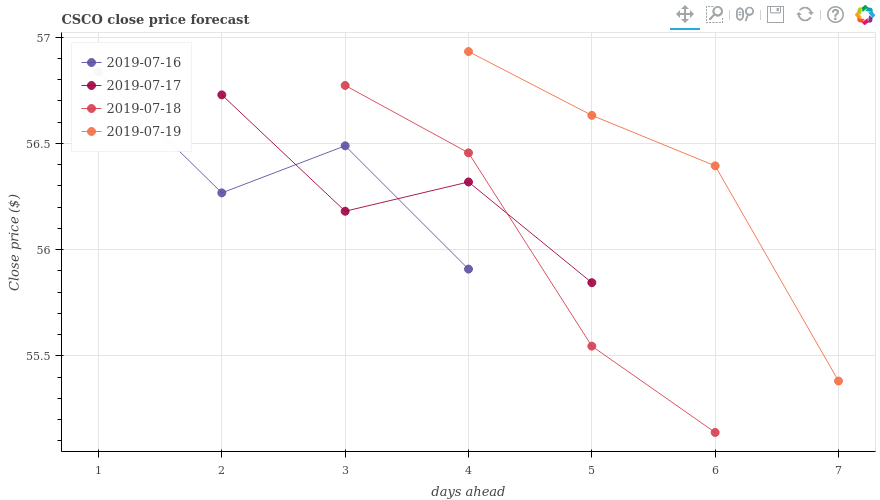 CSCO close price forecast
57
56.5
56
55.5
Close price ($)
2019-07-16
2019-07-17
2019-07-18
2019-07-19
1 2 3 4 5 6 7
days ahead